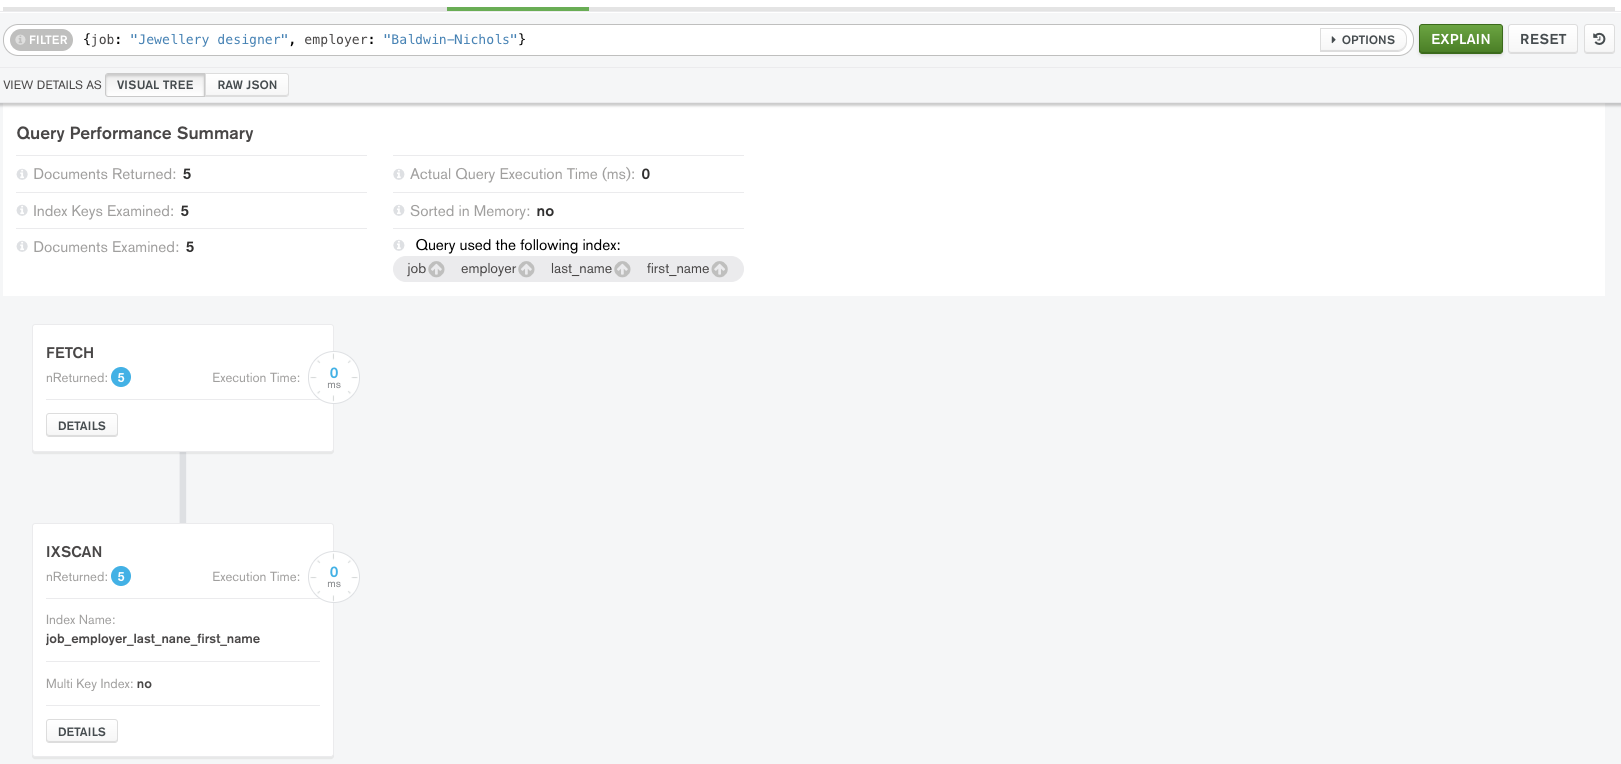 FILTER {job: "Jewellery designer", employer: "Baldwin-Nichols"} OPTIONS EXPLAIN RESET
VIEW DETAILS AS VISUAL TREE RAW JSON
Query Performance Summary
Documents Returned: 5 Actual Query Execution Time (ms): 0
Index Keys Examined: 5 Sorted in Memory: no
Documents Examined: 5 Query used the following index:
job employer last_name first_name
FETCH
nReturned: 5 Execution Time: 0 ms
DETAILS
IXSCAN
nReturned: 5 Execution Time: 0 ms
Index Name:
job_employer_last_nane_first_name
Multi Key Index: no
DETAILS